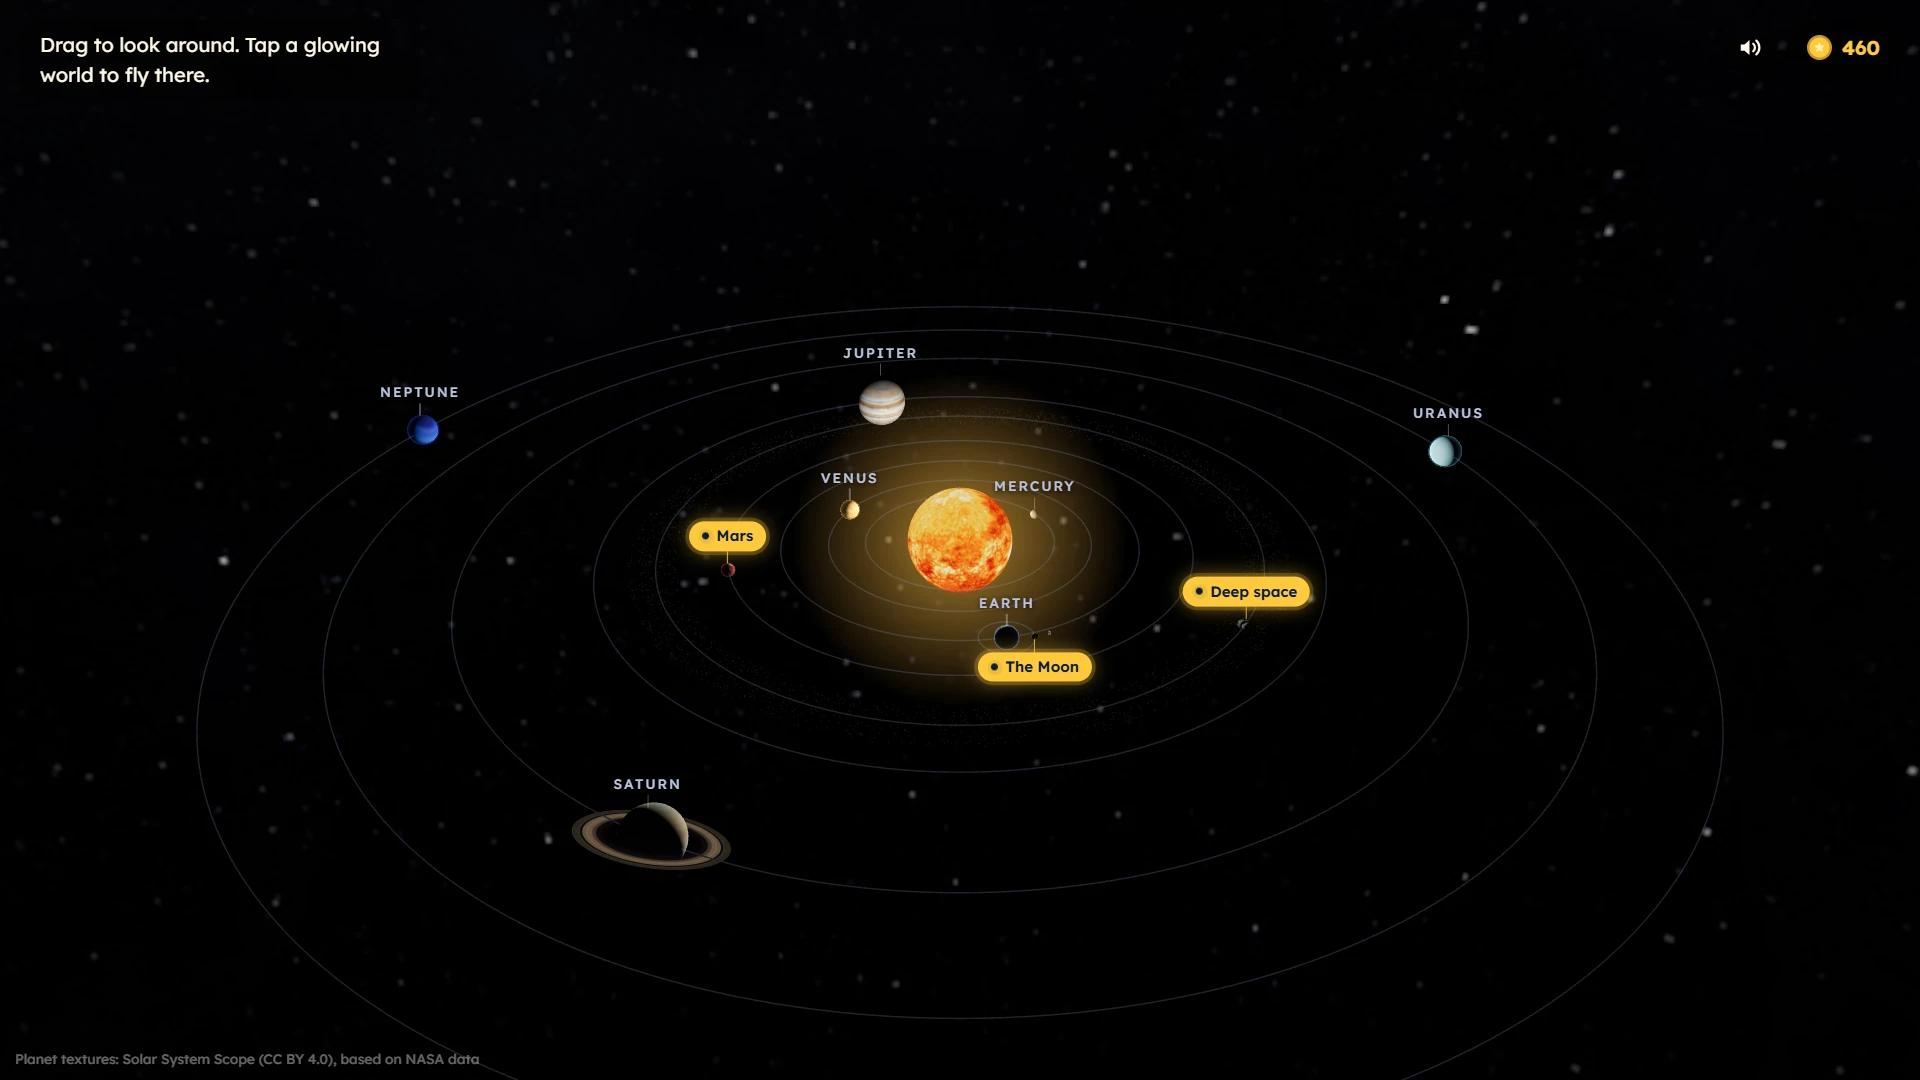 Drag to look around. Tap a glowing
world to fly there.
460
JUPITER
NEPTUNE
URANUS
VENUS
MERCURY
Mars
Deep space
EARTH
The Moon
SATURN
Planet textures: Solar System Scope (CC BY 4.0), based on NASA data